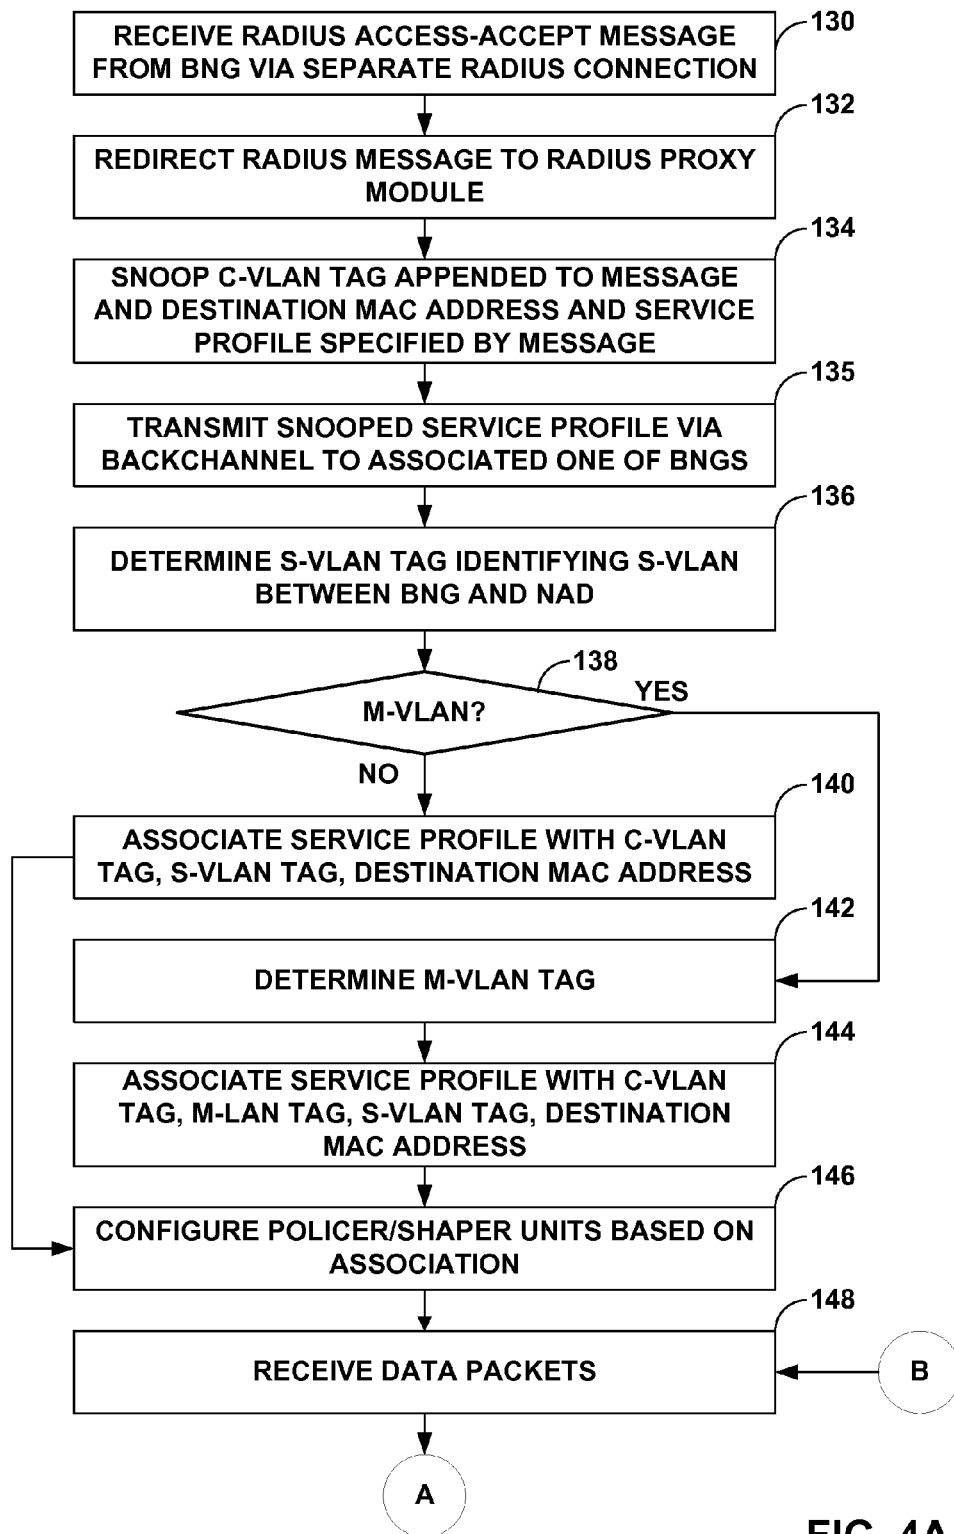 RECEIVE RADIUS ACCESS-ACCEPT MESSAGE
FROM BNG VIA SEPARATE RADIUS CONNECTION
130
REDIRECT RADIUS MESSAGE TO RADIUS PROXY
MODULE
132
SNOOP C-VLAN TAG APPENDED TO MESSAGE
AND DESTINATION MAC ADDRESS AND SERVICE
PROFILE SPECIFIED BY MESSAGE
134
TRANSMIT SNOOPED SERVICE PROFILE VIA
BACKCHANNEL TO ASSOCIATED ONE OF BNGS
135
DETERMINE S-VLAN TAG IDENTIFYING S-VLAN
BETWEEN BNG AND NAD
136
M-VLAN?
138
YES
NO
ASSOCIATE SERVICE PROFILE WITH C-VLAN
TAG, S-VLAN TAG, DESTINATION MAC ADDRESS
140
DETERMINE M-VLAN TAG
142
ASSOCIATE SERVICE PROFILE WITH C-VLAN
TAG, M-LAN TAG, S-VLAN TAG, DESTINATION
MAC ADDRESS
144
CONFIGURE POLICER/SHAPER UNITS BASED ON
ASSOCIATION
146
RECEIVE DATA PACKETS
148
B
A
FIG. 4A